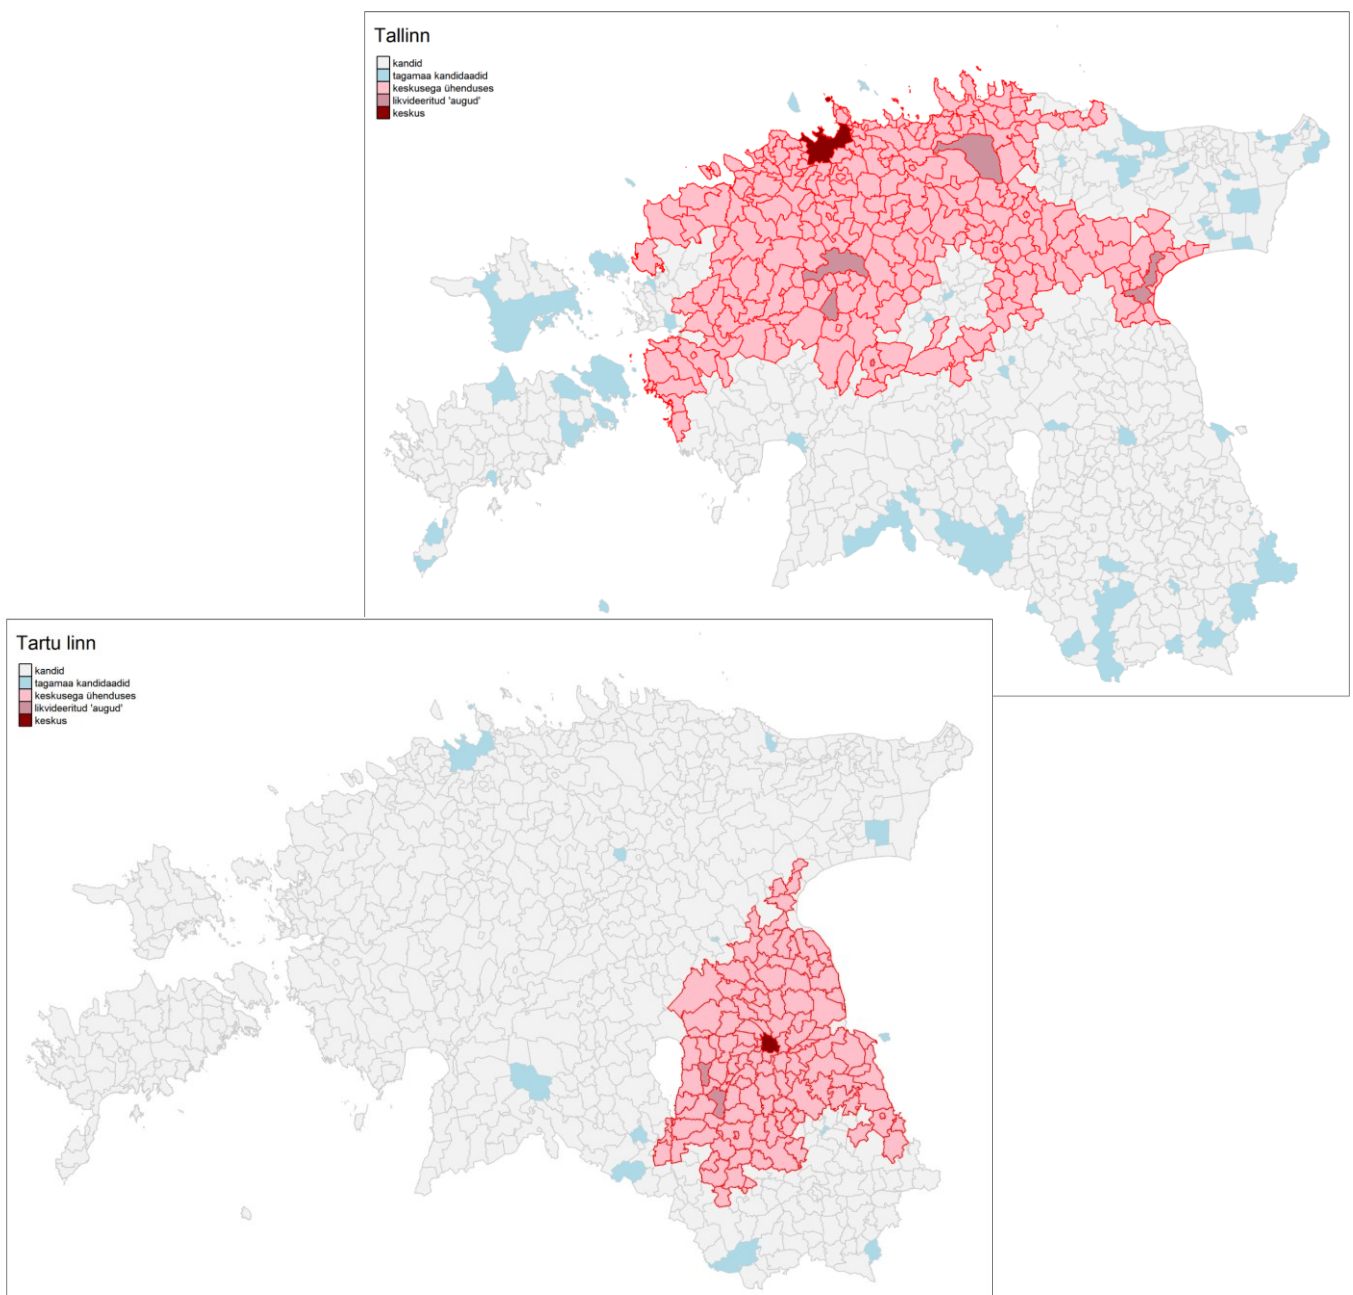 Tallinn
kandid
tagamaa kandidaadid
keskusega ühenduses
likvideeritud 'augud'
keskus
Tartu linn
kandid
tagamaa kandidaadid
keskusega ühenduses
likvideeritud 'augud'
keskus